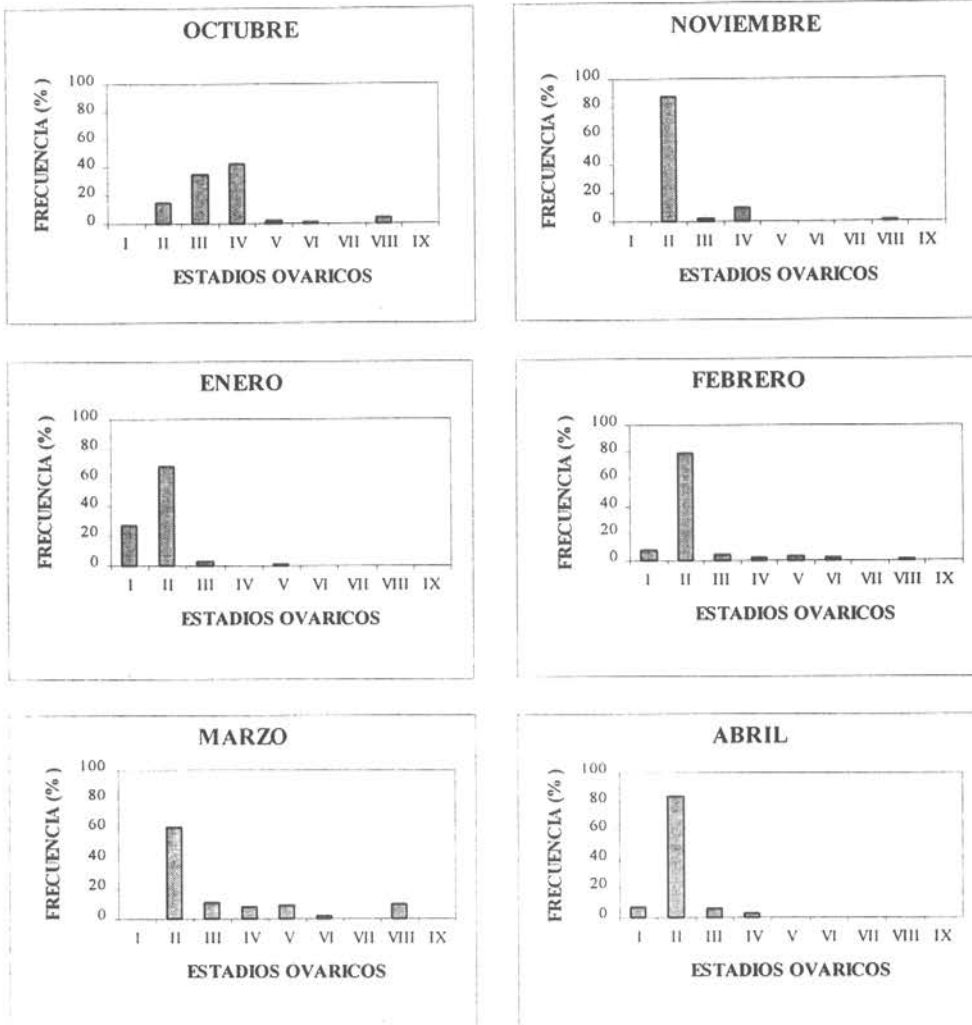 OCTUBRE
FRECUENCIA (%)
100
80
60
40
20
0
I II III IV V VI VII VIII IX
ESTADIOS OVARICOS
NOVIEMBRE
FRECUENCIA (%)
100
80
60
40
20
0
I II III IV V VI VII VIII IX
ESTADIOS OVARICOS
ENERO
FRECUENCIA (%)
100
80
60
40
20
0
I II III IV V VI VII VIII IX
ESTADIOS OVARICOS
FEBRERO
FRECUENCIA (%)
100
80
60
40
20
0
I II III IV V VI VII VIII IX
ESTADIOS OVARICOS
MARZO
FRECUENCIA (%)
100
80
60
40
20
0
I II III IV V VI VII VIII IX
ESTADIOS OVARICOS
ABRIL
FRECUENCIA (%)
100
80
60
40
20
0
I II III IV V VI VII VIII IX
ESTADIOS OVARICOS